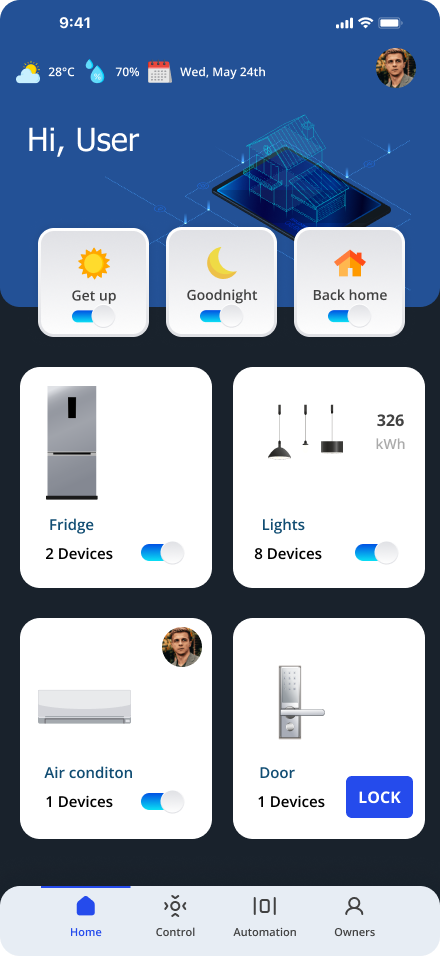 9:41
28°C 70% Wed, May 24th
Hi, User
Get up Goodnight Back home
326
kWh
Fridge Lights
2 Devices 8 Devices
Air conditon Door
1 Devices 1 Devices LOCK
Home Control Automation Owners